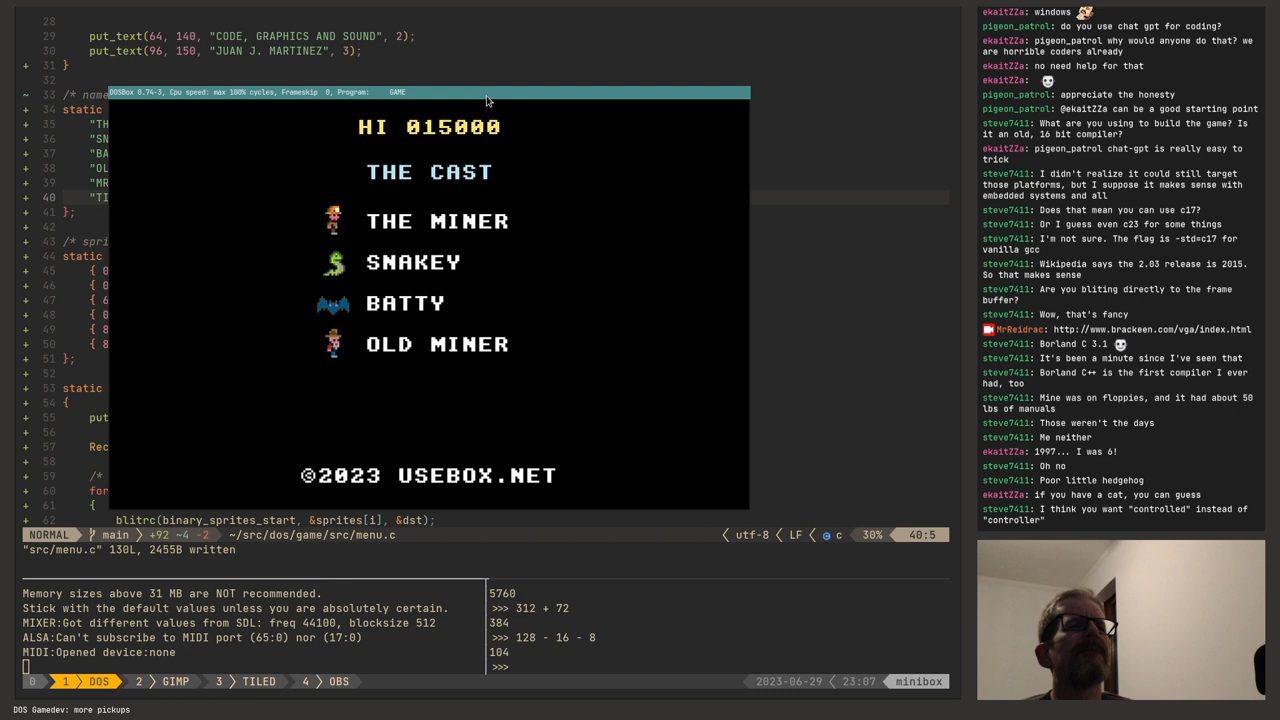 28
29 put_text(64, 140, "CODE, GRAPHICS AND SOUND", 2);
30 put_text(96, 150, "JUAN J. MARTINEZ", 3);
+ 31 }
32
~ 33 /* name
+ 34 static
+ 35 "TH
+ 36 "SN
+ 37 "BA
+ 38 "OL
+ 39 "MR
+ 40 "TI
+ 41 };
+ 42
+ 43 /* spri
+ 44 static
+ 45 { 0
+ 46 { 0
+ 47 { 6
+ 48 { 0
+ 49 { 8
+ 50 { 8
+ 51 };
+ 52
+ 53 static
+ 54 {
+ 55 put
+ 56
+ 57 Rec
+ 58
+ 59 /*
+ 60 for
+ 61 {
+ 62 blitrc(binary_sprites_start, &sprites[i], &dst);
DOSBox 0.74-3, Cpu speed: max 100% cycles, Frameskip 0, Program: GAME
HI 015000
THE CAST
THE MINER
SNAKEY
BATTY
OLD MINER
©2023 USEBOX.NET
NORMAL main +92 ~4 -2 ~/src/dos/game/src/menu.c utf-8 LF c 30% 40:5
"src/menu.c" 130L, 2455B written
Memory sizes above 31 MB are NOT recommended.
Stick with the default values unless you are absolutely certain.
MIXER:Got different values from SDL: freq 44100, blocksize 512
ALSA:Can't subscribe to MIDI port (65:0) nor (17:0)
MIDI:Opened device:none
5760
>>> 312 + 72
384
>>> 128 - 16 - 8
104
>>>
0 1 DOS 2 GIMP 3 TILED 4 OBS 2023-06-29 23:07 minibox
DOS Gamedev: more pickups
ekaitZZa: windows
pigeon_patrol: do you use chat gpt for coding?
ekaitZZa: pigeon_patrol why would anyone do that? we
are horrible coders already
ekaitZZa: no need help for that
ekaitZZa:
pigeon_patrol: appreciate the honesty
pigeon_patrol: @ekaitZZa can be a good starting point
steve7411: What are you using to build the game? Is
it an old, 16 bit compiler?
ekaitZZa: pigeon_patrol chat-gpt is really easy to
trick
steve7411: I didn't realize it could still target
those platforms, but I suppose it makes sense with
embedded systems and all
steve7411: Does that mean you can use c17?
steve7411: Or I guess even c23 for some things
steve7411: I'm not sure. The flag is -std=c17 for
vanilla gcc
steve7411: Wikipedia says the 2.03 release is 2015.
So that makes sense
steve7411: Are you bliting directly to the frame
buffer?
steve7411: Wow, that's fancy
MrReidrac: http://www.brackeen.com/vga/index.html
steve7411: Borland C 3.1
steve7411: It's been a minute since I've seen that
steve7411: Borland C++ is the first compiler I ever
had, too
steve7411: Mine was on floppies, and it had about 50
lbs of manuals
steve7411: Those weren't the days
steve7411: Me neither
ekaitZZa: 1997... I was 6!
steve7411: Oh no
steve7411: Poor little hedgehog
ekaitZZa: if you have a cat, you can guess
steve7411: I think you want "controlled" instead of
"controller"